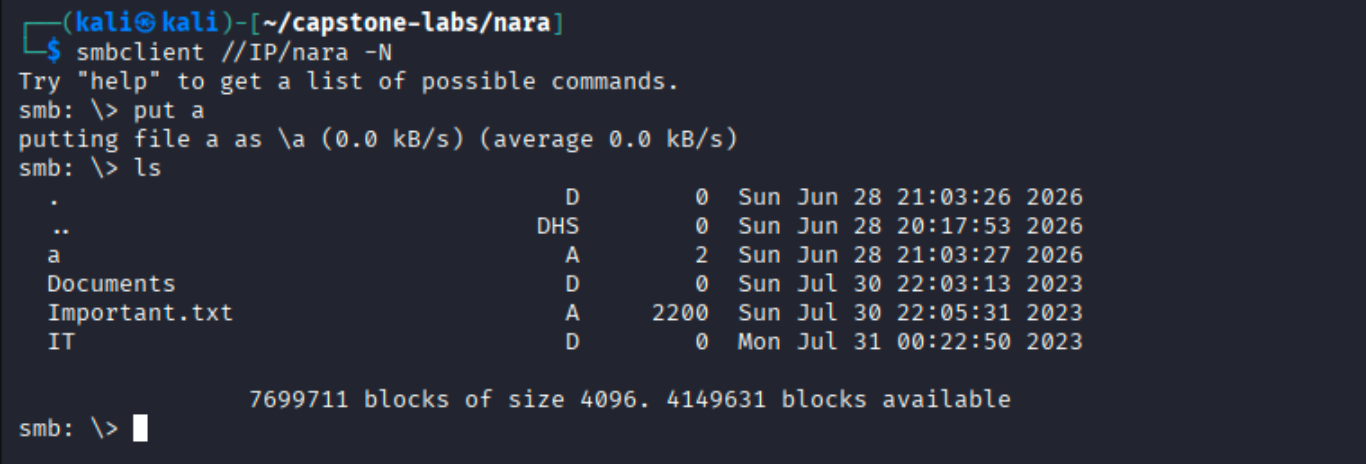 ┌──(kali㉿kali)-[~/capstone-labs/nara]
└─$ smbclient //IP/nara -N
Try "help" to get a list of possible commands.
smb: \> put a
putting file a as \a (0.0 kB/s) (average 0.0 kB/s)
smb: \> ls
  .                                   D        0  Sun Jun 28 21:03:26 2026
  ..                                DHS        0  Sun Jun 28 20:17:53 2026
  a                                   A        2  Sun Jun 28 21:03:27 2026
  Documents                           D        0  Sun Jul 30 22:03:13 2023
  Important.txt                       A     2200  Sun Jul 30 22:05:31 2023
  IT                                  D        0  Mon Jul 31 00:22:50 2023
                7699711 blocks of size 4096. 4149631 blocks available
smb: \>